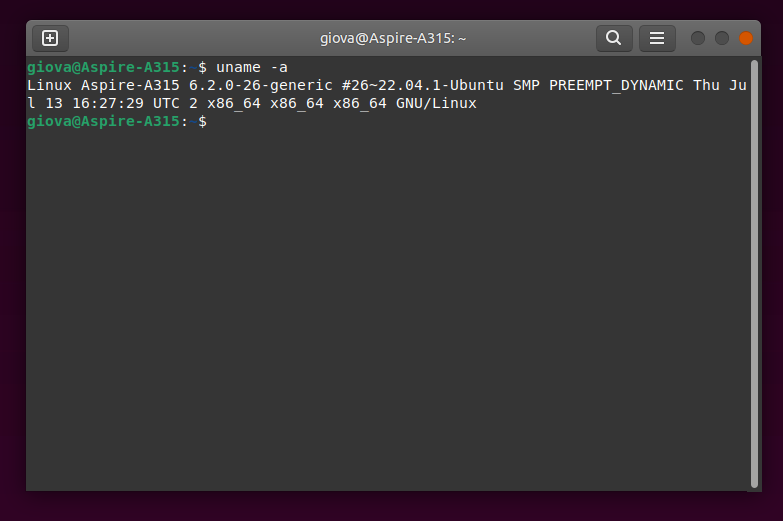 giova@Aspire-A315: ~
giova@Aspire-A315:~$ uname -a
Linux Aspire-A315 6.2.0-26-generic #26~22.04.1-Ubuntu SMP PREEMPT_DYNAMIC Thu Ju
l 13 16:27:29 UTC 2 x86_64 x86_64 x86_64 GNU/Linux
giova@Aspire-A315:~$